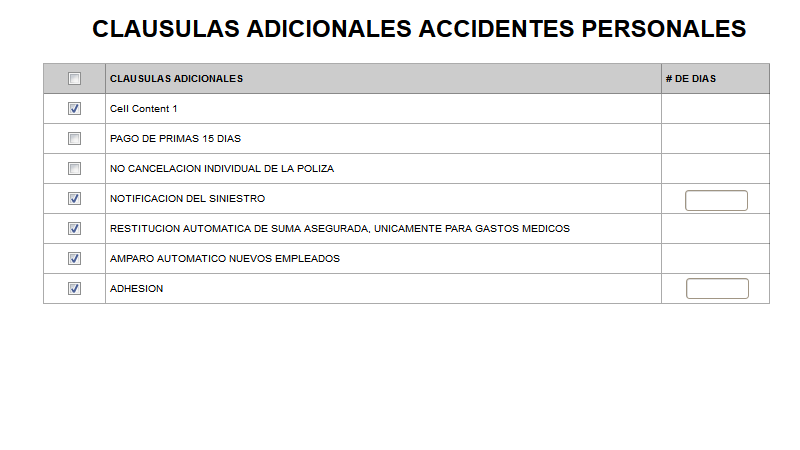 CLAUSULAS ADICIONALES ACCIDENTES PERSONALES
CLAUSULAS ADICIONALES # DE DIAS
Cell Content 1
PAGO DE PRIMAS 15 DIAS
NO CANCELACION INDIVIDUAL DE LA POLIZA
NOTIFICACION DEL SINIESTRO
RESTITUCION AUTOMATICA DE SUMA ASEGURADA, UNICAMENTE PARA GASTOS MEDICOS
AMPARO AUTOMATICO NUEVOS EMPLEADOS
ADHESION